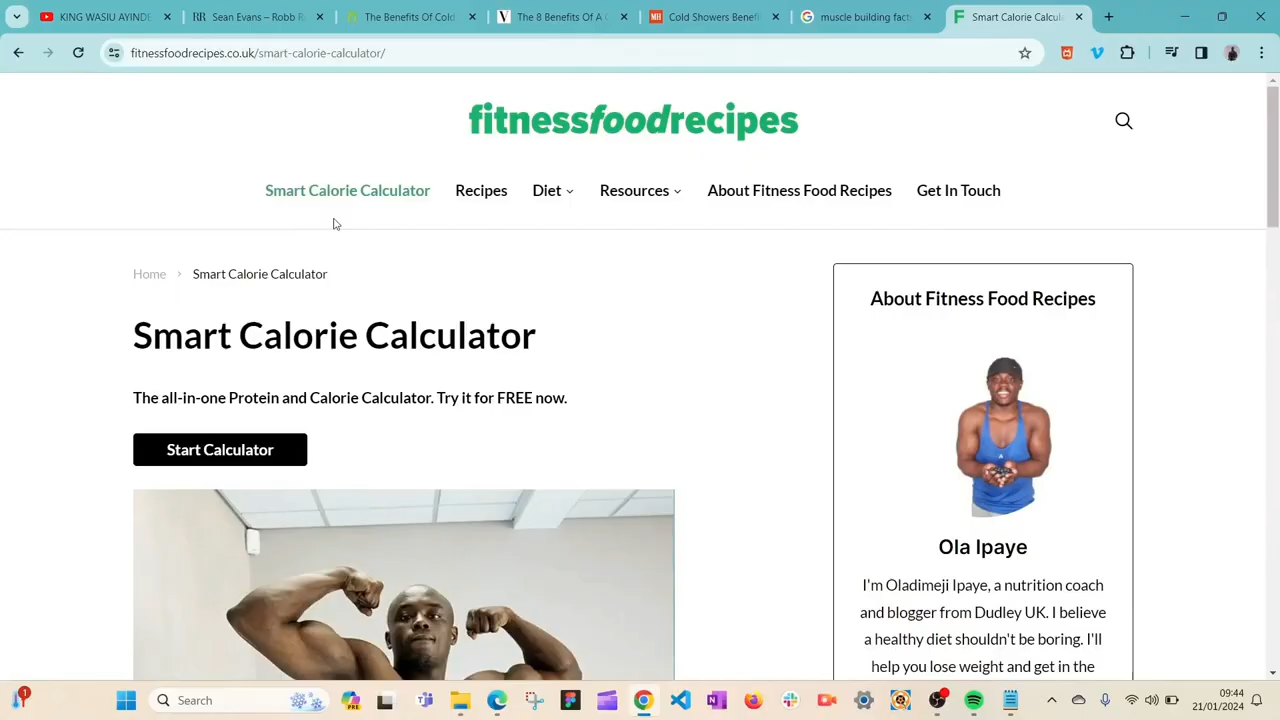 KING WASIU AYINDE
RR Sean Evans – Robb R
The Benefits Of Cold
The 8 Benefits Of A C
Cold Showers Benefi
muscle building fact
Smart Calorie Calcula
fitnessfoodrecipes.co.uk/smart-calorie-calculator/
fitnessfoodrecipes
Smart Calorie Calculator Recipes Diet Resources About Fitness Food Recipes Get In Touch
Home > Smart Calorie Calculator
Smart Calorie Calculator
The all-in-one Protein and Calorie Calculator. Try it for FREE now.
Start Calculator
About Fitness Food Recipes
Ola Ipaye
I'm Oladimeji Ipaye, a nutrition coach
and blogger from Dudley UK. I believe
a healthy diet shouldn't be boring. I'll
help you lose weight and get in the
1
Search
PRE
09:44
21/01/2024